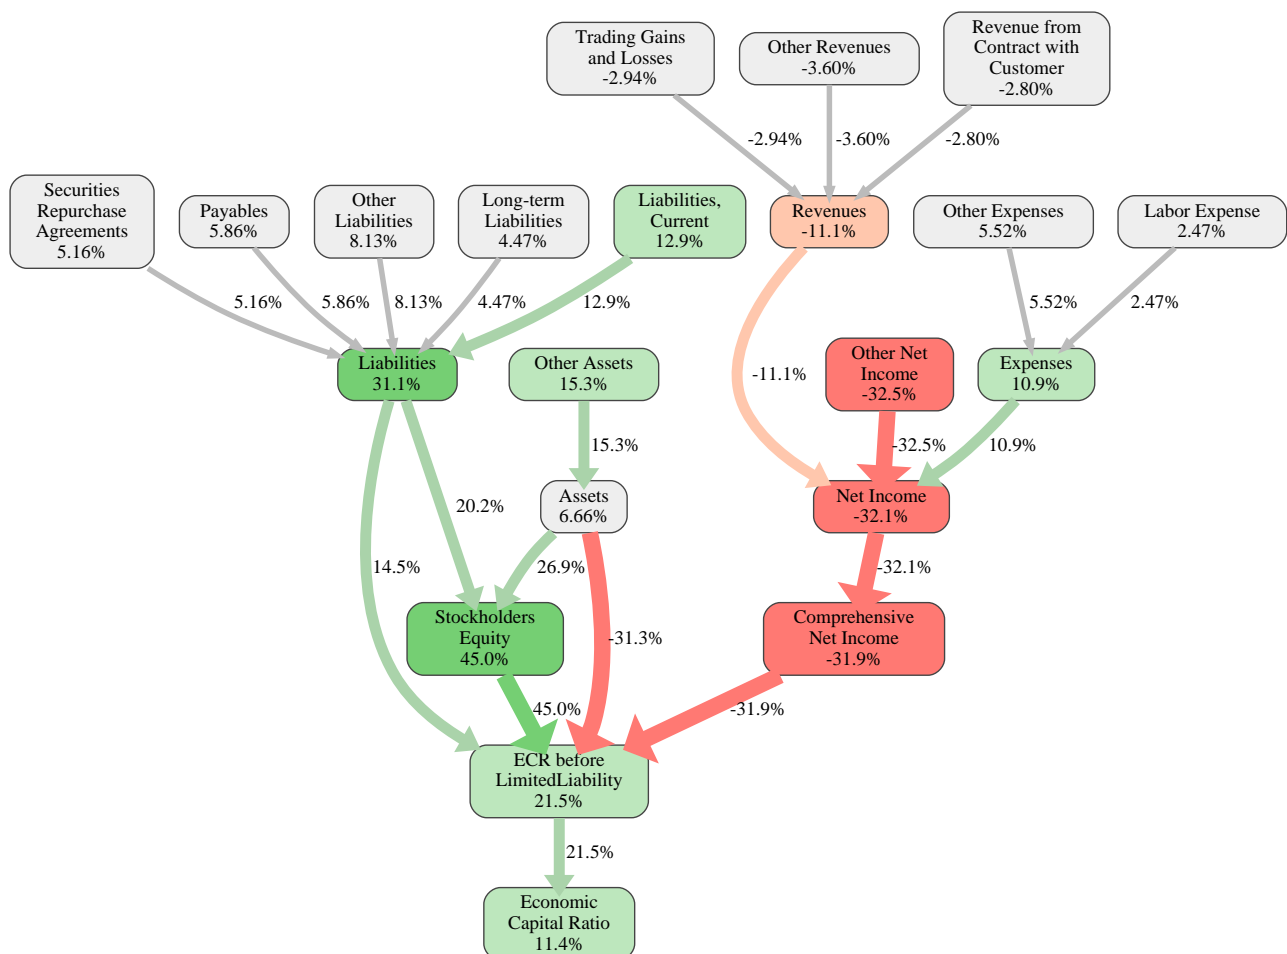 Trading Gains
and Losses
-2.94%
Other Revenues
-3.60%
Revenue from
Contract with
Customer
-2.80%
-2.94%
-3.60%
-2.80%
Securities
Repurchase
Agreements
5.16%
Payables
5.86%
Other
Liabilities
8.13%
Long-term
Liabilities
4.47%
Liabilities,
Current
12.9%
Revenues
-11.1%
Other Expenses
5.52%
Labor Expense
2.47%
5.16%
5.86%
8.13%
4.47%
12.9%
5.52%
2.47%
Liabilities
31.1%
Other Assets
15.3%
-11.1%
Other Net
Income
-32.5%
Expenses
10.9%
15.3%
-32.5%
10.9%
20.2%
Assets
6.66%
Net Income
-32.1%
14.5%
26.9%
-32.1%
Stockholders
Equity
45.0%
-31.3%
Comprehensive
Net Income
-31.9%
45.0%
-31.9%
ECR before
LimitedLiability
21.5%
21.5%
Economic
Capital Ratio
11.4%